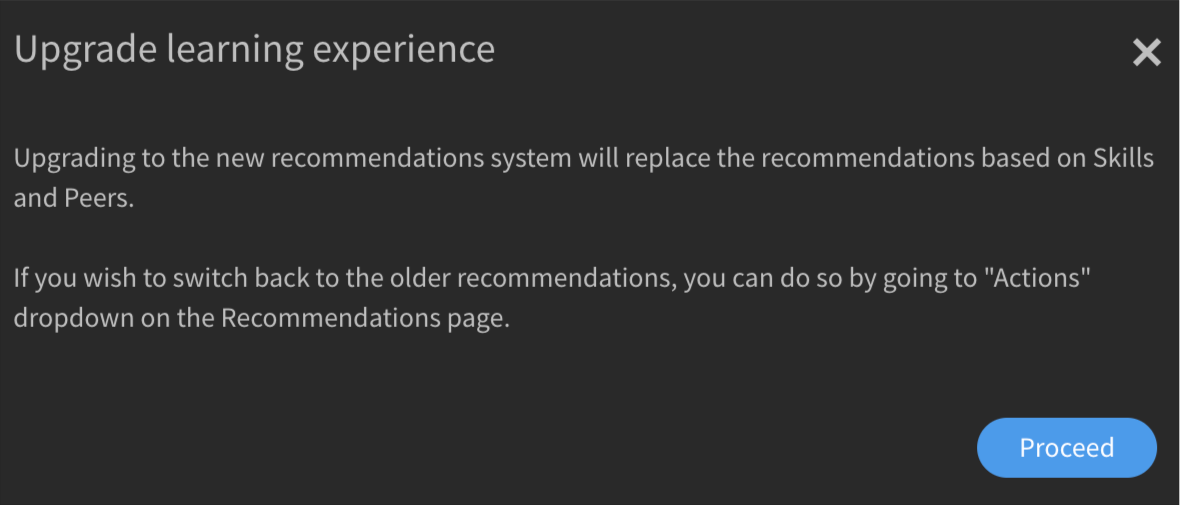 Upgrade learning experience
Upgrading to the new recommendations system will replace the recommendations based on Skills
and Peers.
If you wish to switch back to the older recommendations, you can do so by going to "Actions"
dropdown on the Recommendations page.
Proceed